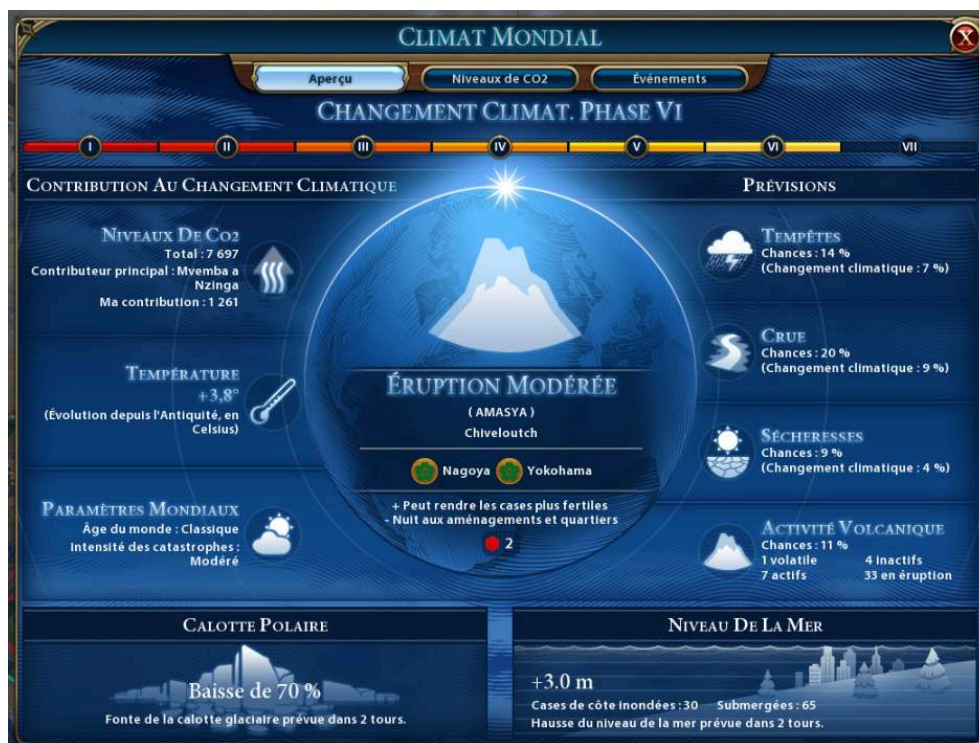 CLIMAT MONDIAL
Aperçu
Niveaux de CO2
Événements
CHANGEMENT CLIMAT. PHASE VI
I
II
III
IV
V
VI
VII
CONTRIBUTION AU CHANGEMENT CLIMATIQUE
NIVEAUX DE CO2
Total : 7 697
Contributeur principal : Mvemba a
Nzinga
Ma contribution : 1 261
TEMPÉRATURE
+3,8°
(Évolution depuis l'Antiquité, en
Celsius)
PARAMÈTRES MONDIAUX
Âge du monde : Classique
Intensité des catastrophes :
Modéré
ÉRUPTION MODÉRÉE
( AMASYA )
Chiveloutch
Nagoya
Yokohama
+ Peut rendre les cases plus fertiles
- Nuit aux aménagements et quartiers
2
PRÉVISIONS
TEMPÊTES
Chances : 14 %
(Changement climatique : 7 %)
CRUE
Chances : 20 %
(Changement climatique : 9 %)
SÉCHERESSES
Chances : 9 %
(Changement climatique : 4 %)
ACTIVITÉ VOLCANIQUE
Chances : 11 %
1 volatile 4 inactifs
7 actifs 33 en éruption
CALOTTE POLAIRE
Baisse de 70 %
Fonte de la calotte glaciaire prévue dans 2 tours.
NIVEAU DE LA MER
+3.0 m
Cases de côte inondées : 30 Submergées : 65
Hausse du niveau de la mer prévue dans 2 tours.